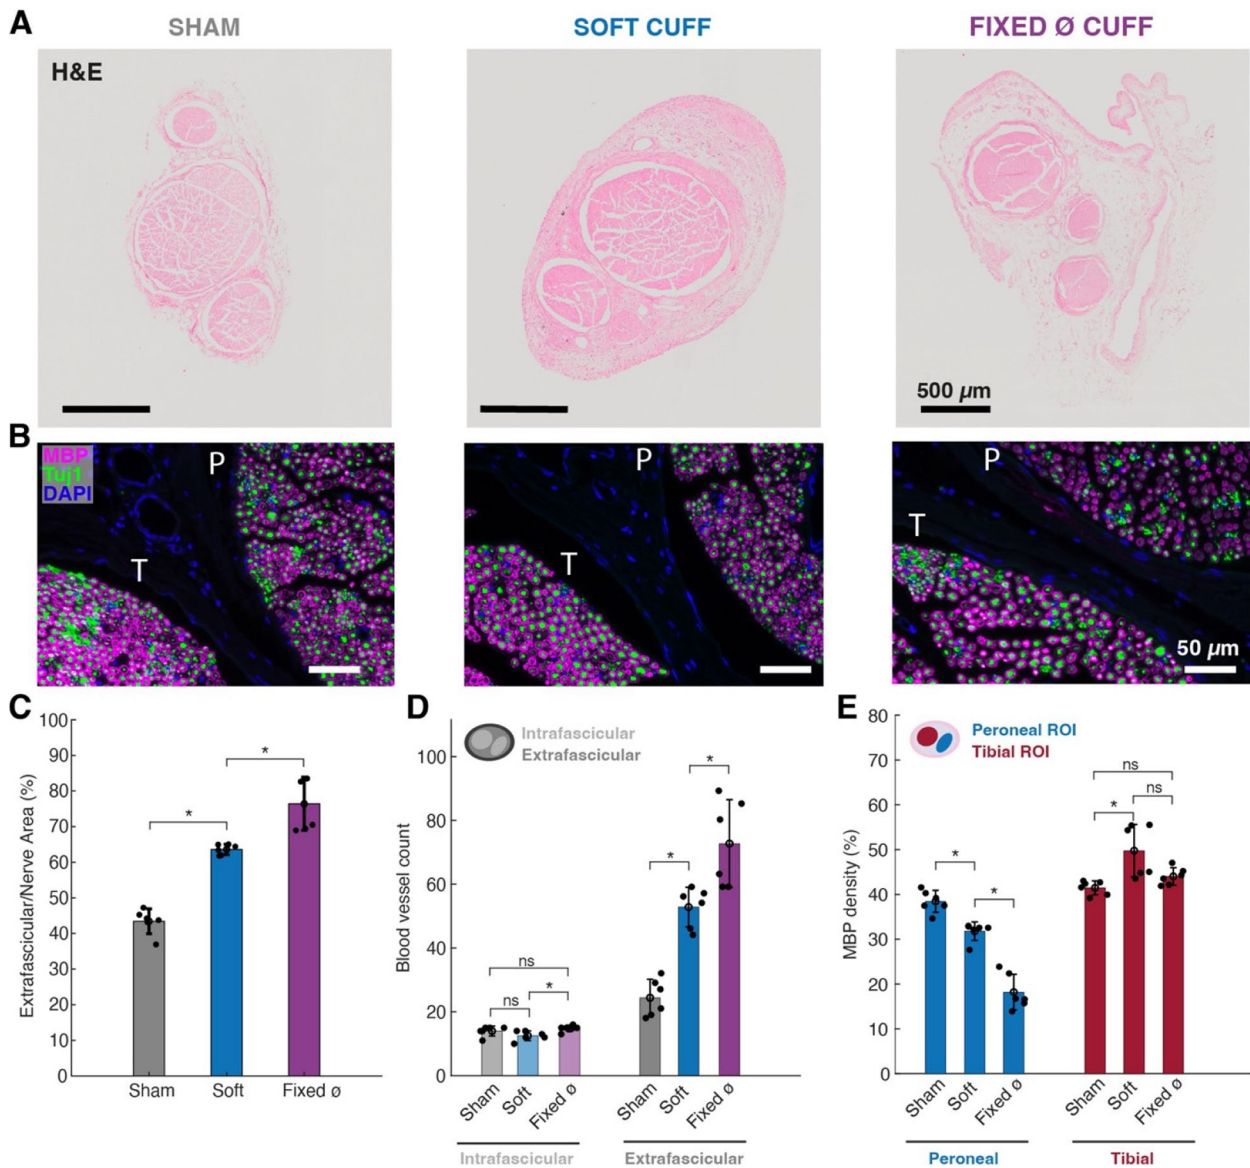 A
SHAM
SOFT CUFF
FIXED Ø CUFF
H&E
500 µm
B
MBP
Tuj1
DAPI
P
T
P
T
P
T
50 µm
C
Extrafascicular/Nerve Area (%)
100
90
80
70
60
50
40
30
20
10
0
*
*
Sham
Soft
Fixed ø
D
Intrafascicular
Extrafascicular
Blood vessel count
100
80
60
40
20
0
ns
ns
*
*
*
Sham
Soft
Fixed ø
Sham
Soft
Fixed ø
Intrafascicular
Extrafascicular
E
Peroneal ROI
Tibial ROI
MBP density (%)
80
70
60
50
40
30
20
10
0
*
*
ns
*
ns
Sham
Soft
Fixed ø
Sham
Soft
Fixed ø
Peroneal
Tibial